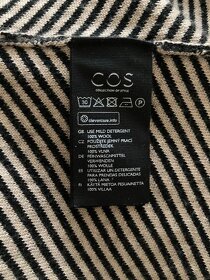 COS
COLLECTION OF STYLE
30
P
clevercare.info
GB USE MILD DETERGENT
100% WOOL
CZ POUŽIJTE JEMNÝ PRACÍ
PROSTŘEDEK
100% VLNA
DE FEINWASCHMITTEL
VERWENDEN
100% WOLLE
ES UTILIZAR UN DETERGENTE
PARA PRENDAS DELICADAS
100% LANA
FI KÄYTÄ MIETOA PESUAINETTA
100% VILLAA